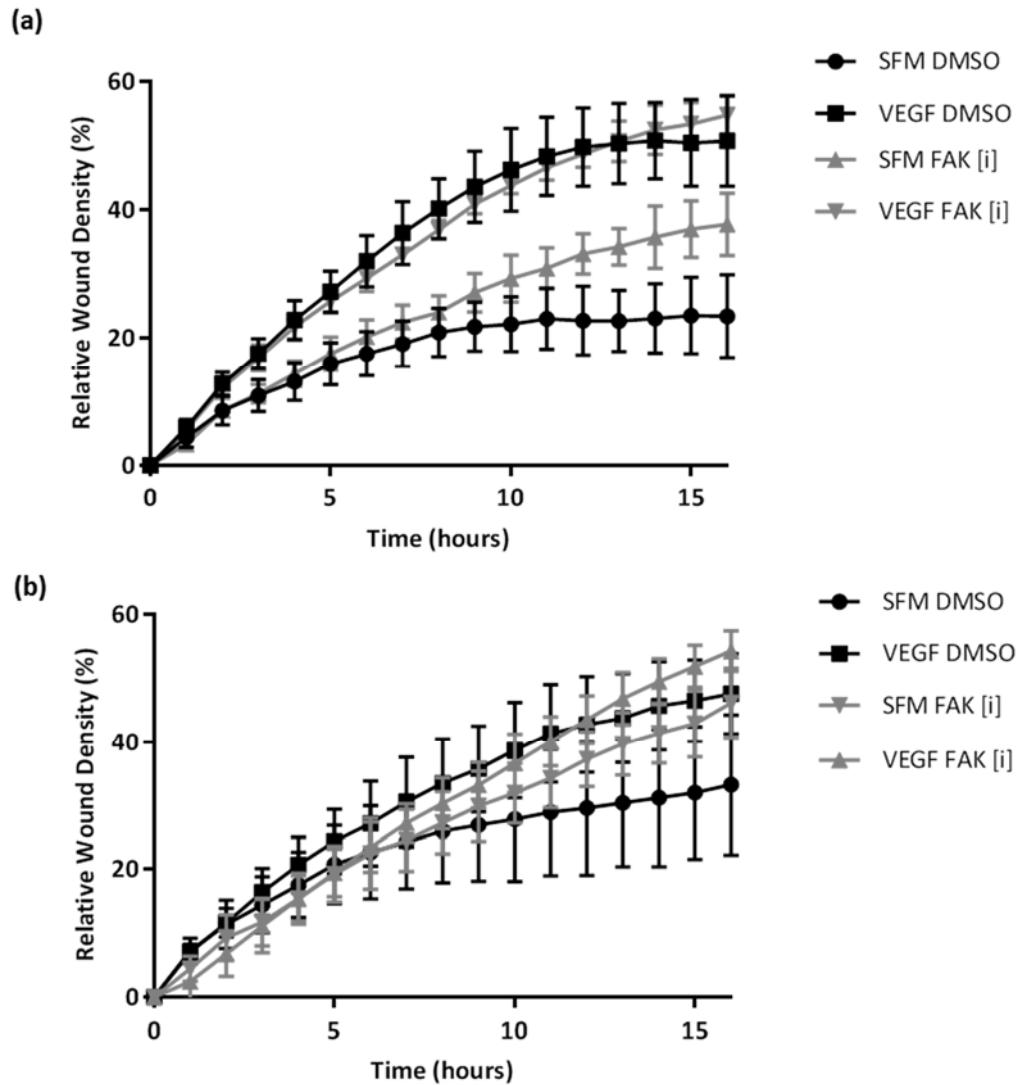 (a)
Relative Wound Density (%)
60
40
20
0
0 5 10 15
Time (hours)
SFM DMSO
VEGF DMSO
SFM FAK [i]
VEGF FAK [i]
(b)
Relative Wound Density (%)
60
40
20
0
0 5 10 15
Time (hours)
SFM DMSO
VEGF DMSO
SFM FAK [i]
VEGF FAK [i]